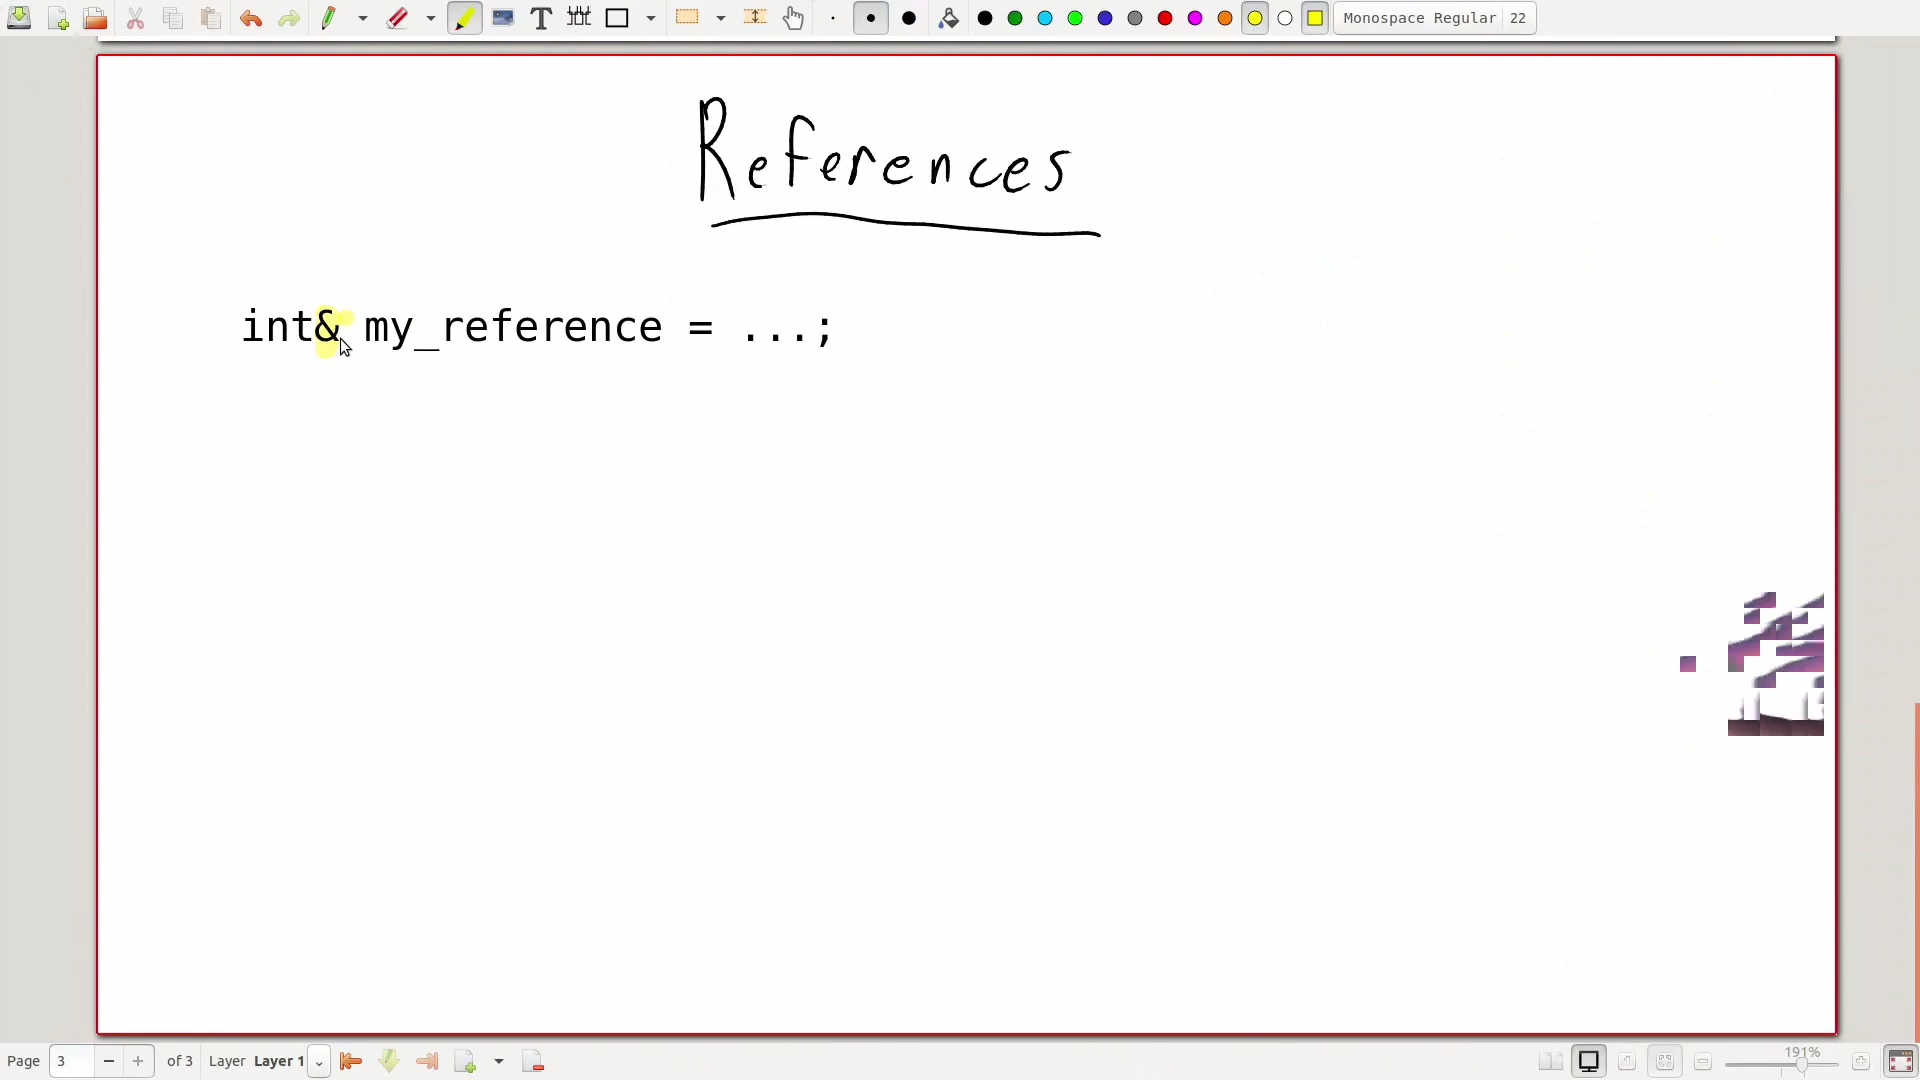 Monospace Regular 22
References
int& my_reference = ...;
Page 3 of 3 Layer Layer 1 191%